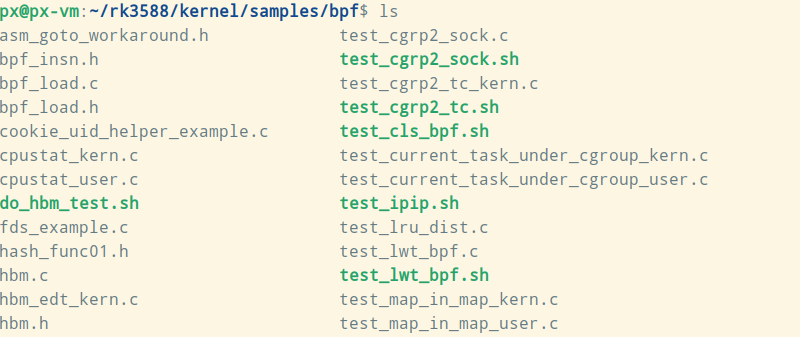 px@px-vm:~/rk3588/kernel/samples/bpf$ ls
asm_goto_workaround.h test_cgrp2_sock.c
bpf_insn.h test_cgrp2_sock.sh
bpf_load.c test_cgrp2_tc_kern.c
bpf_load.h test_cgrp2_tc.sh
cookie_uid_helper_example.c test_cls_bpf.sh
cpustat_kern.c test_current_task_under_cgroup_kern.c
cpustat_user.c test_current_task_under_cgroup_user.c
do_hbm_test.sh test_ipip.sh
fds_example.c test_lru_dist.c
hash_func01.h test_lwt_bpf.c
hbm.c test_lwt_bpf.sh
hbm_edt_kern.c test_map_in_map_kern.c
hbm.h test_map_in_map_user.c